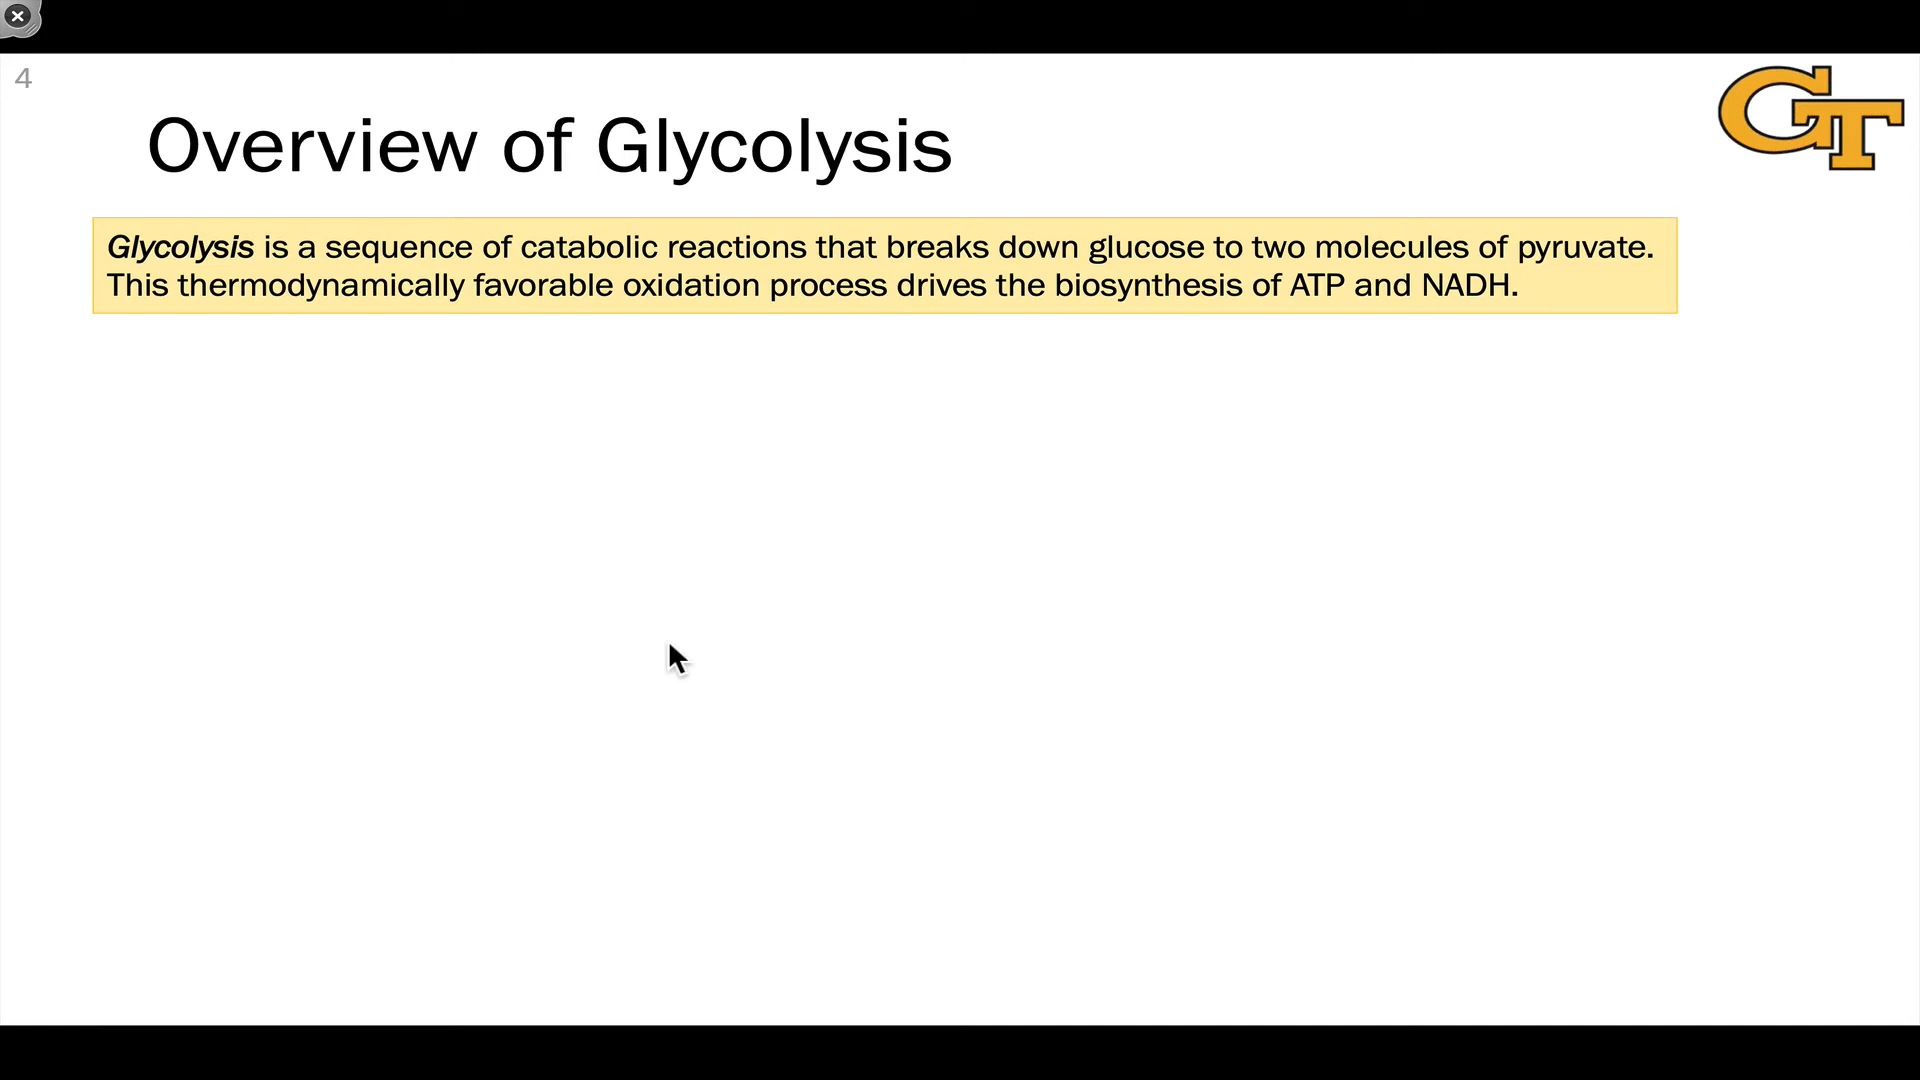 4
GT
Overview of Glycolysis
Glycolysis is a sequence of catabolic reactions that breaks down glucose to two molecules of pyruvate.
This thermodynamically favorable oxidation process drives the biosynthesis of ATP and NADH.